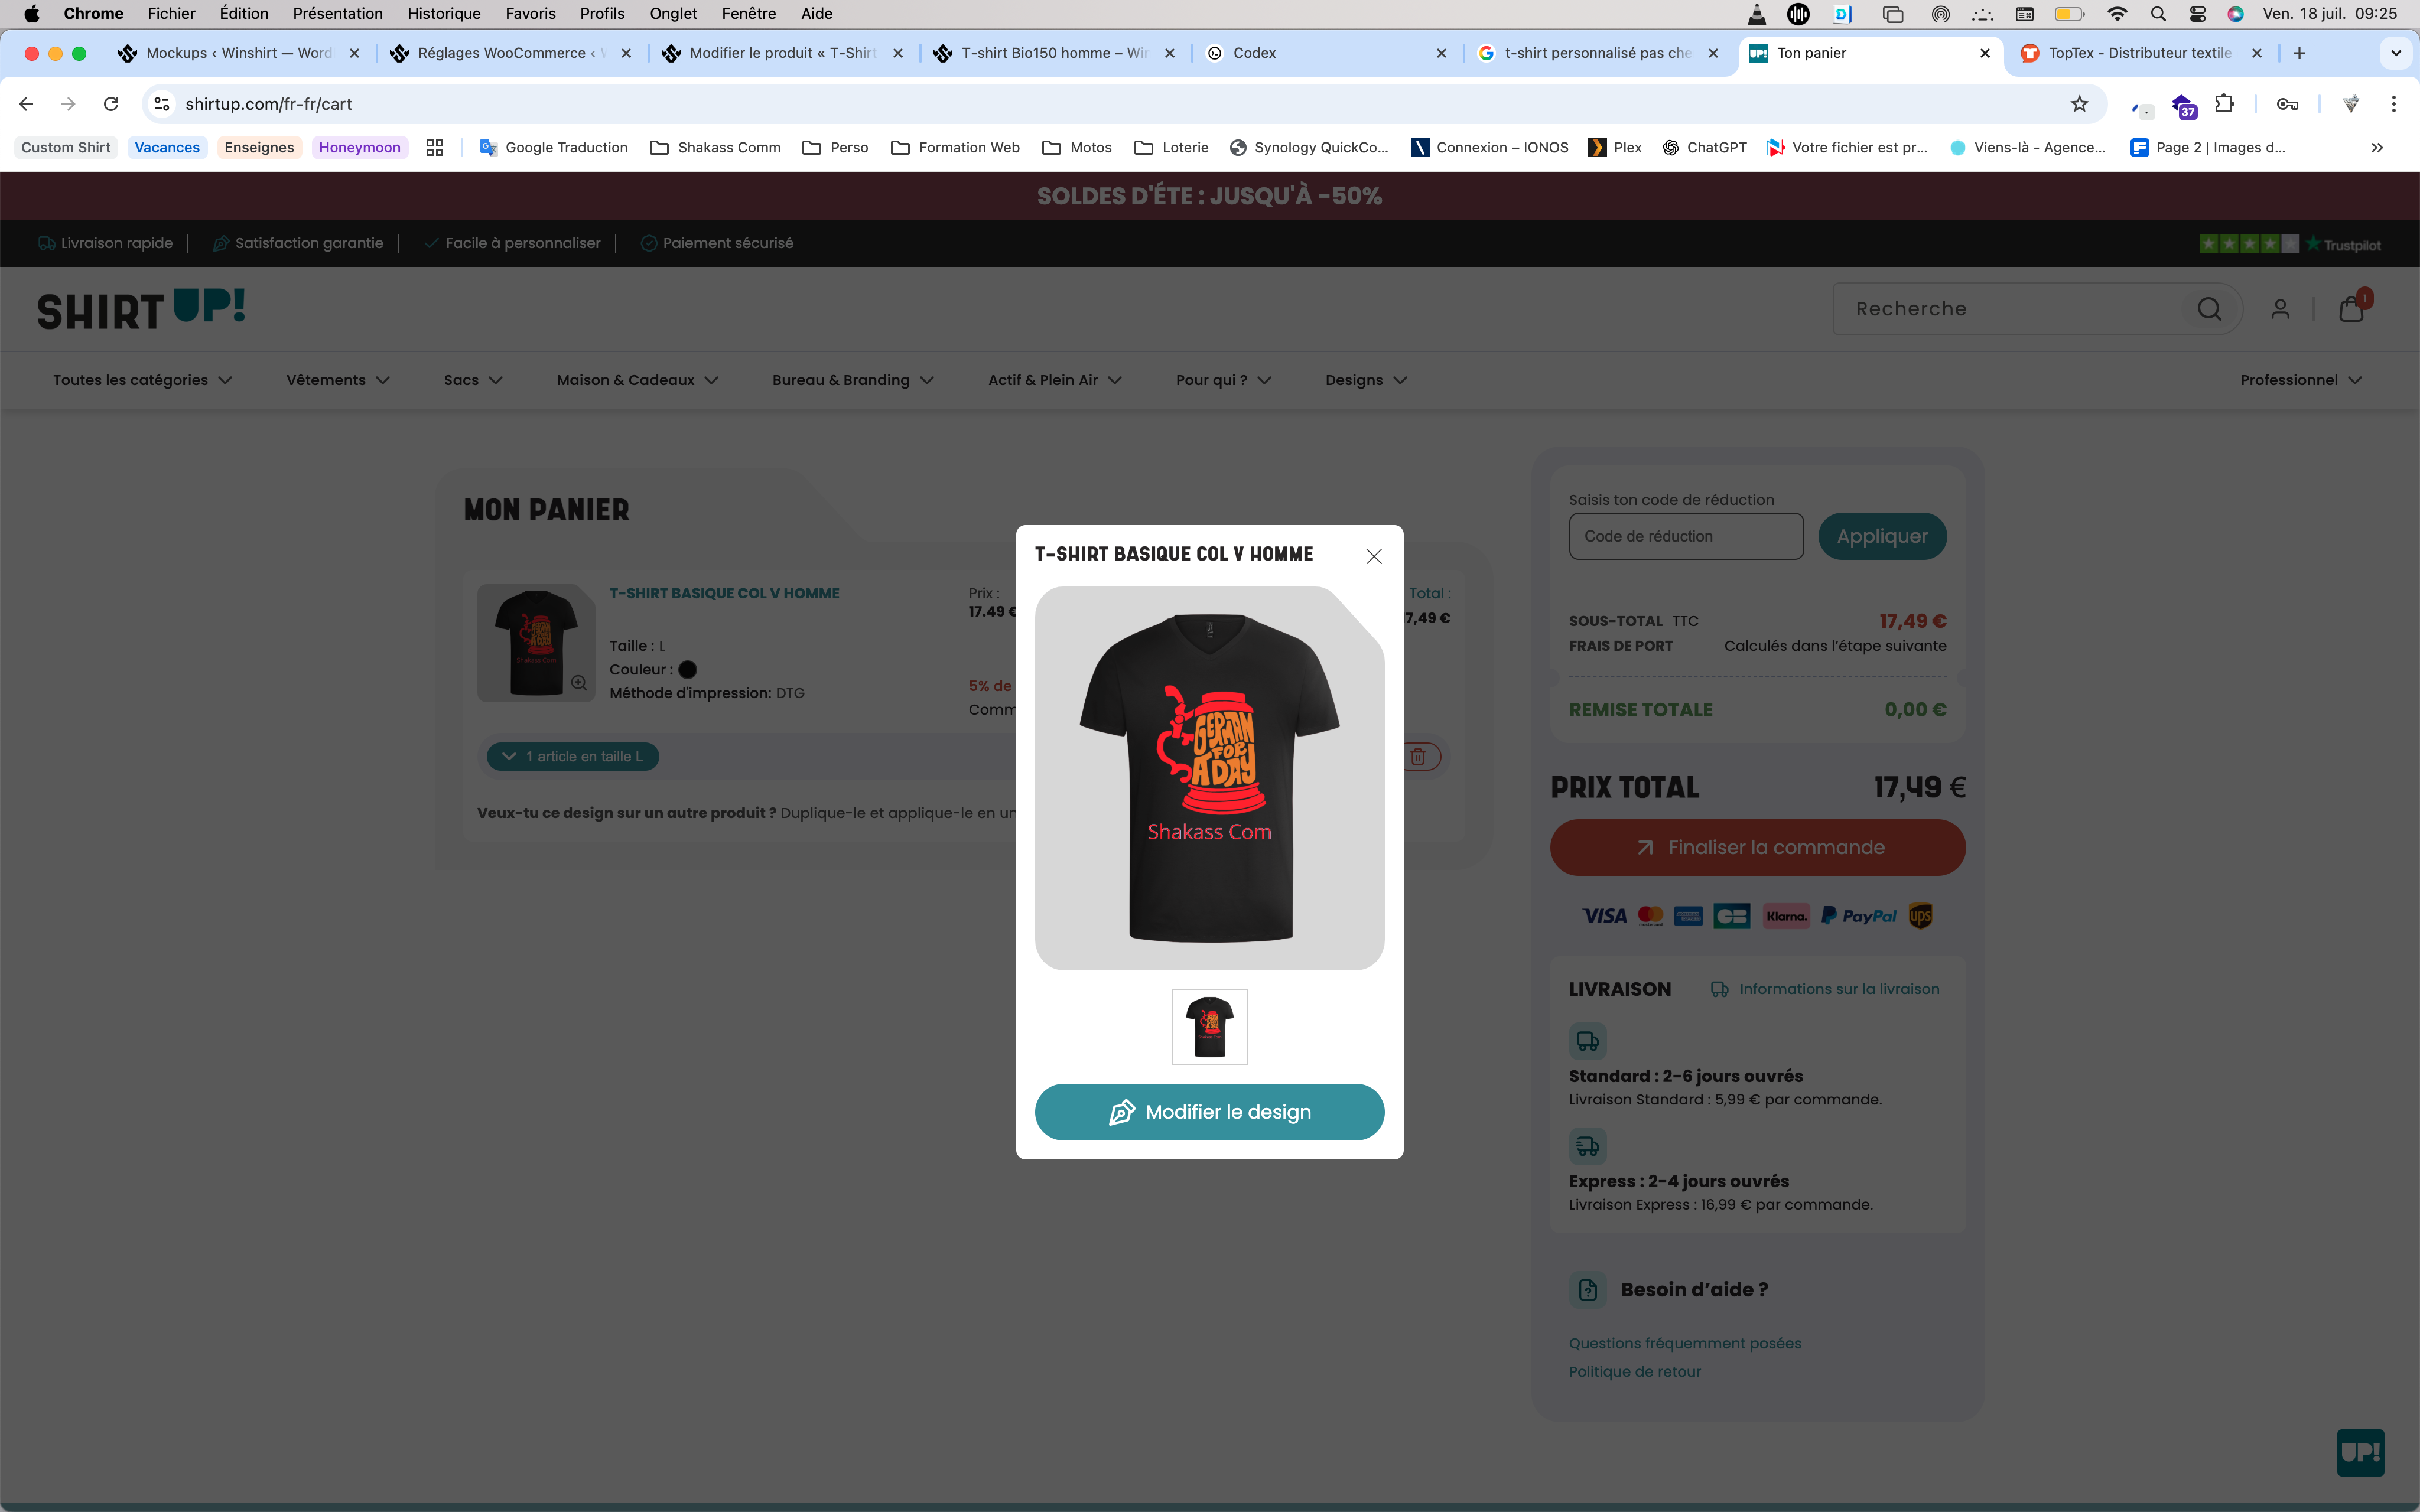 Chrome Fichier Édition Présentation Historique Favoris Profils Onglet Fenêtre Aide Ven. 18 juil. 09:25
Mockups ‹ Winshirt — Word Réglages WooCommerce ‹ Modifier le produit « T-Shirt T-shirt Bio150 homme – Win Codex t-shirt personnalisé pas che Ton panier TopTex - Distributeur textile
shirtup.com/fr-fr/cart 37
Custom Shirt Vacances Enseignes Honeymoon Google Traduction Shakass Comm Perso Formation Web Motos Loterie Synology QuickCo... Connexion – IONOS Plex ChatGPT Votre fichier est pr... Viens-là - Agence... Page 2 | Images d...
SOLDES D'ÉTE : JUSQU'À -50%
Livraison rapide Satisfaction garantie Facile à personnaliser Paiement sécurisé Trustpilot
SHIRT UP! Recherche 1
Toutes les catégories Vêtements Sacs Maison & Cadeaux Bureau & Branding Actif & Plein Air Pour qui ? Designs Professionnel
MON PANIER
T-SHIRT BASIQUE COL V HOMME
Prix :
17.49 €
Total :
17,49 €
Taille : L
Couleur :
Méthode d'impression: DTG
5% de
Comm
1 article en taille L
Veux-tu ce design sur un autre produit ? Duplique-le et applique-le en un
GERMAN
FOR
A DAY
Shakass Com
T-SHIRT BASIQUE COL V HOMME
GERMAN
FOR
A DAY
Shakass Com
Modifier le design
Saisis ton code de réduction
Code de réduction Appliquer
SOUS-TOTAL TTC 17,49 €
FRAIS DE PORT Calculés dans l'étape suivante
REMISE TOTALE 0,00 €
PRIX TOTAL 17,49 €
Finaliser la commande
VISA mastercard CB Klarna. PayPal ups
LIVRAISON Informations sur la livraison
Standard : 2-6 jours ouvrés
Livraison Standard : 5,99 € par commande.
Express : 2-4 jours ouvrés
Livraison Express : 16,99 € par commande.
Besoin d'aide ?
Questions fréquemment posées
Politique de retour
UP!